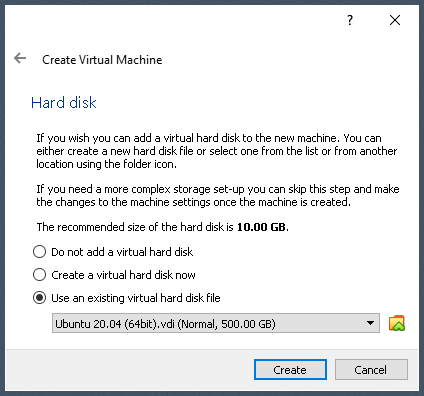 ?
Create Virtual Machine
Hard disk
If you wish you can add a virtual hard disk to the new machine. You can
either create a new hard disk file or select one from the list or from another
location using the folder icon.
If you need a more complex storage set-up you can skip this step and make
the changes to the machine settings once the machine is created.
The recommended size of the hard disk is 10.00 GB.
Do not add a virtual hard disk
Create a virtual hard disk now
Use an existing virtual hard disk file
Ubuntu 20.04 (64bit).vdi (Normal, 500.00 GB)
Create
Cancel